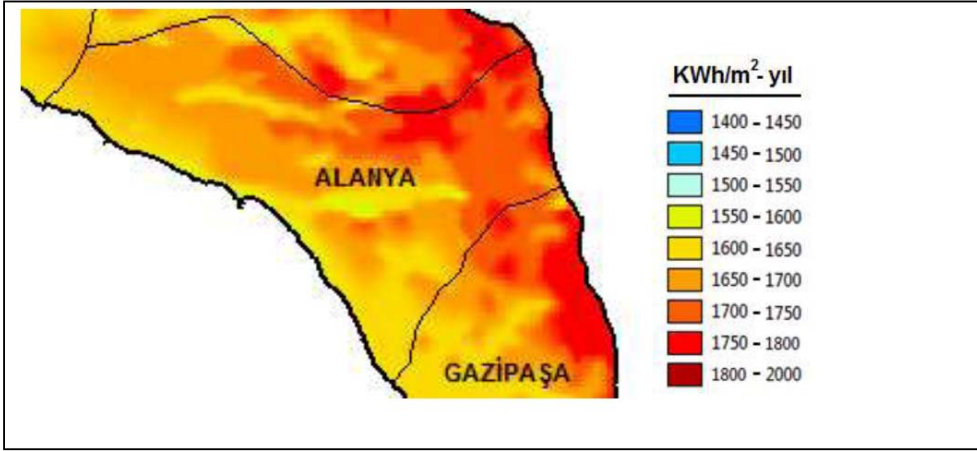 ALANYA
GAZİPAŞA
KWh/m²- yıl
1400 - 1450
1450 - 1500
1500 - 1550
1550 - 1600
1600 - 1650
1650 - 1700
1700 - 1750
1750 - 1800
1800 - 2000